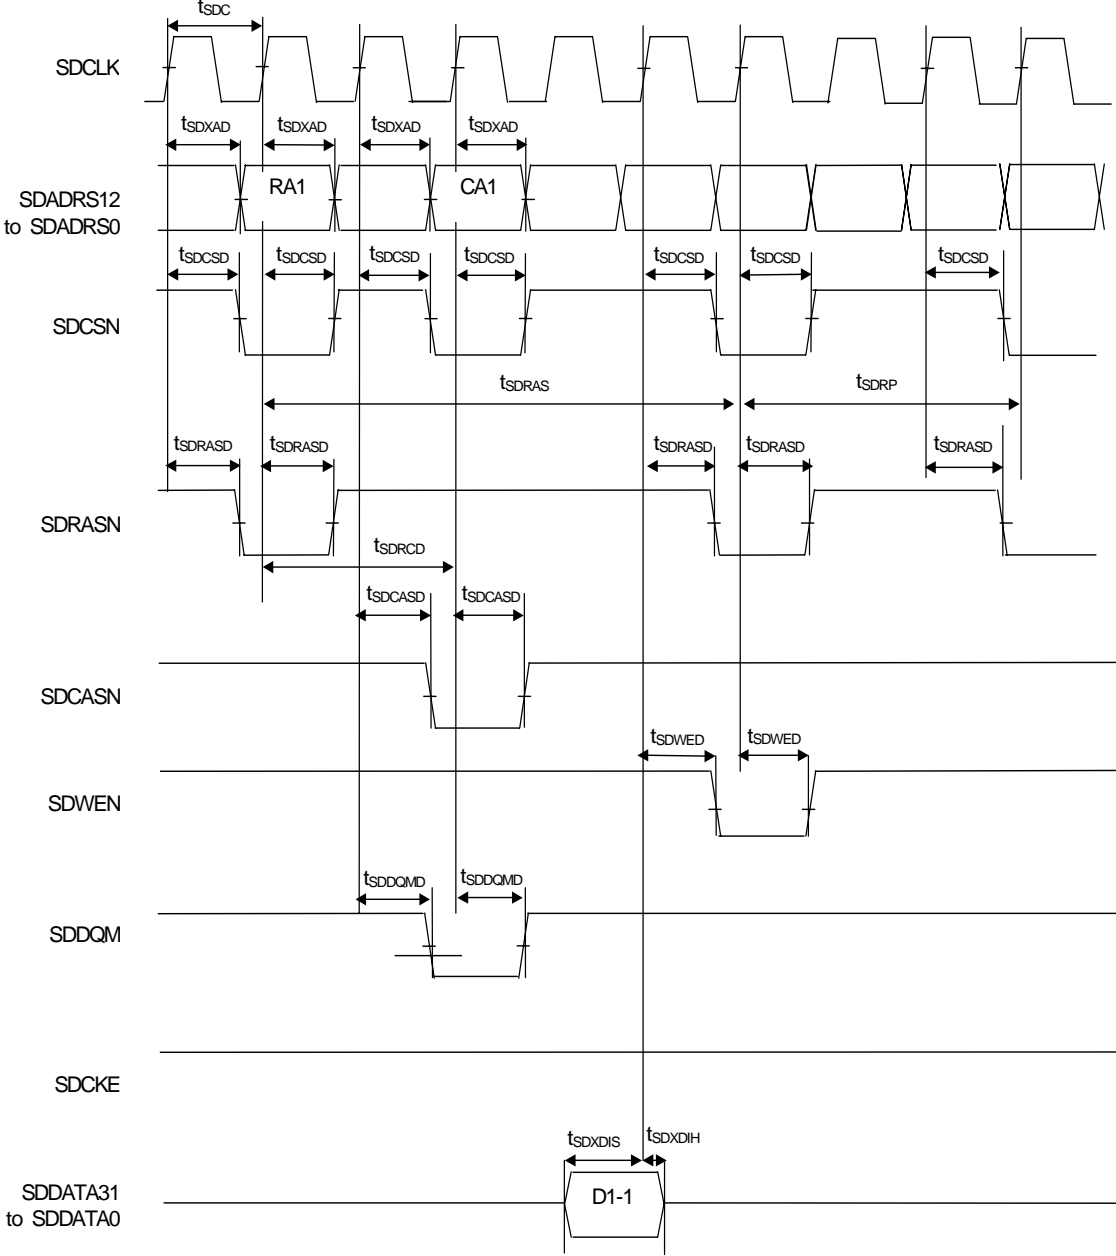 tSDC
SDCLK
tSDXAD tSDXAD tSDXAD tSDXAD
SDADRS12
to SDADRS0
RA1 CA1
tSDCSD tSDCSD tSDCSD tSDCSD tSDCSD tSDCSD tSDCSD
SDCSN
tSDRAS tSDRP
tSDRASD tSDRASD tSDRASD tSDRASD tSDRASD
SDRASN
tSDRCD
tSDCASD tSDCASD
SDCASN
tSDWED tSDWED
SDWEN
tSDDQMD tSDDQMD
SDDQM
SDCKE
tSDXDIS tSDXDIH
SDDATA31
to SDDATA0
D1-1